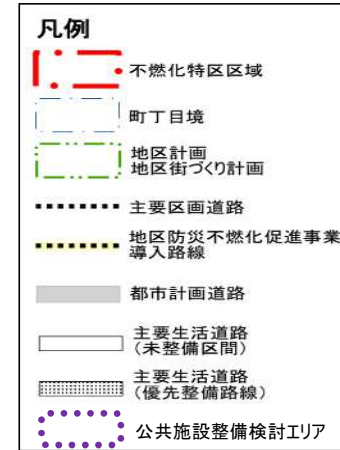 凡例
不燃化特区区域
町丁目境
地区計画
地区街づくり計画
主要区画道路
地区防災不燃化促進事業
導入路線
都市計画道路
主要生活道路
(未整備区間)
主要生活道路
(優先整備路線)
公共施設整備検討エリア